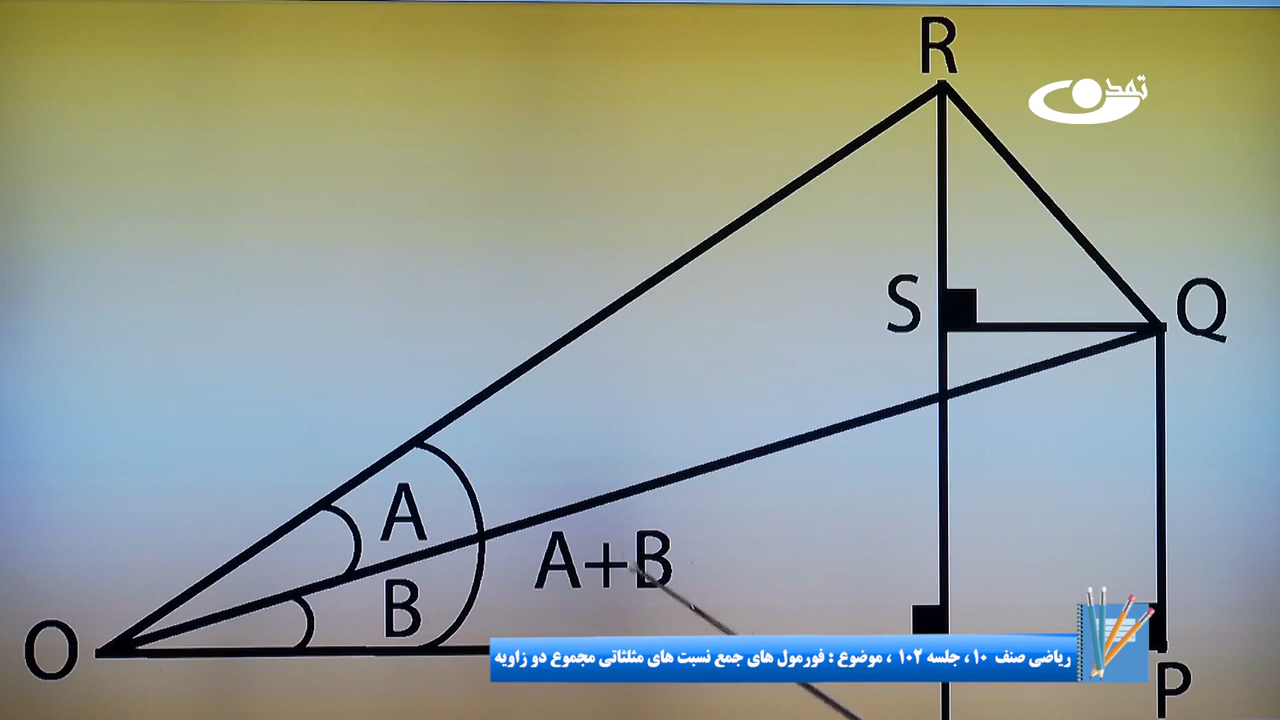 R
تمدن
S
Q
A
A+B
B
O
P
ریاضی صنف ۱۰ ، جلسه ۱۰۲ ، موضوع : فورمول های جمع نسبت های مثلثاتی مجموع دو زاویه